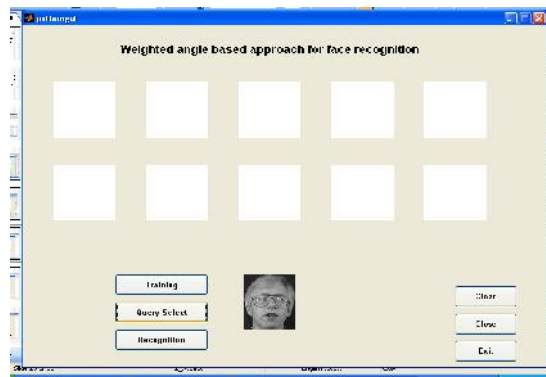 Weighted angle based approach for face recognition
Training
Query Select
Recognition
Clear
Close
Exit